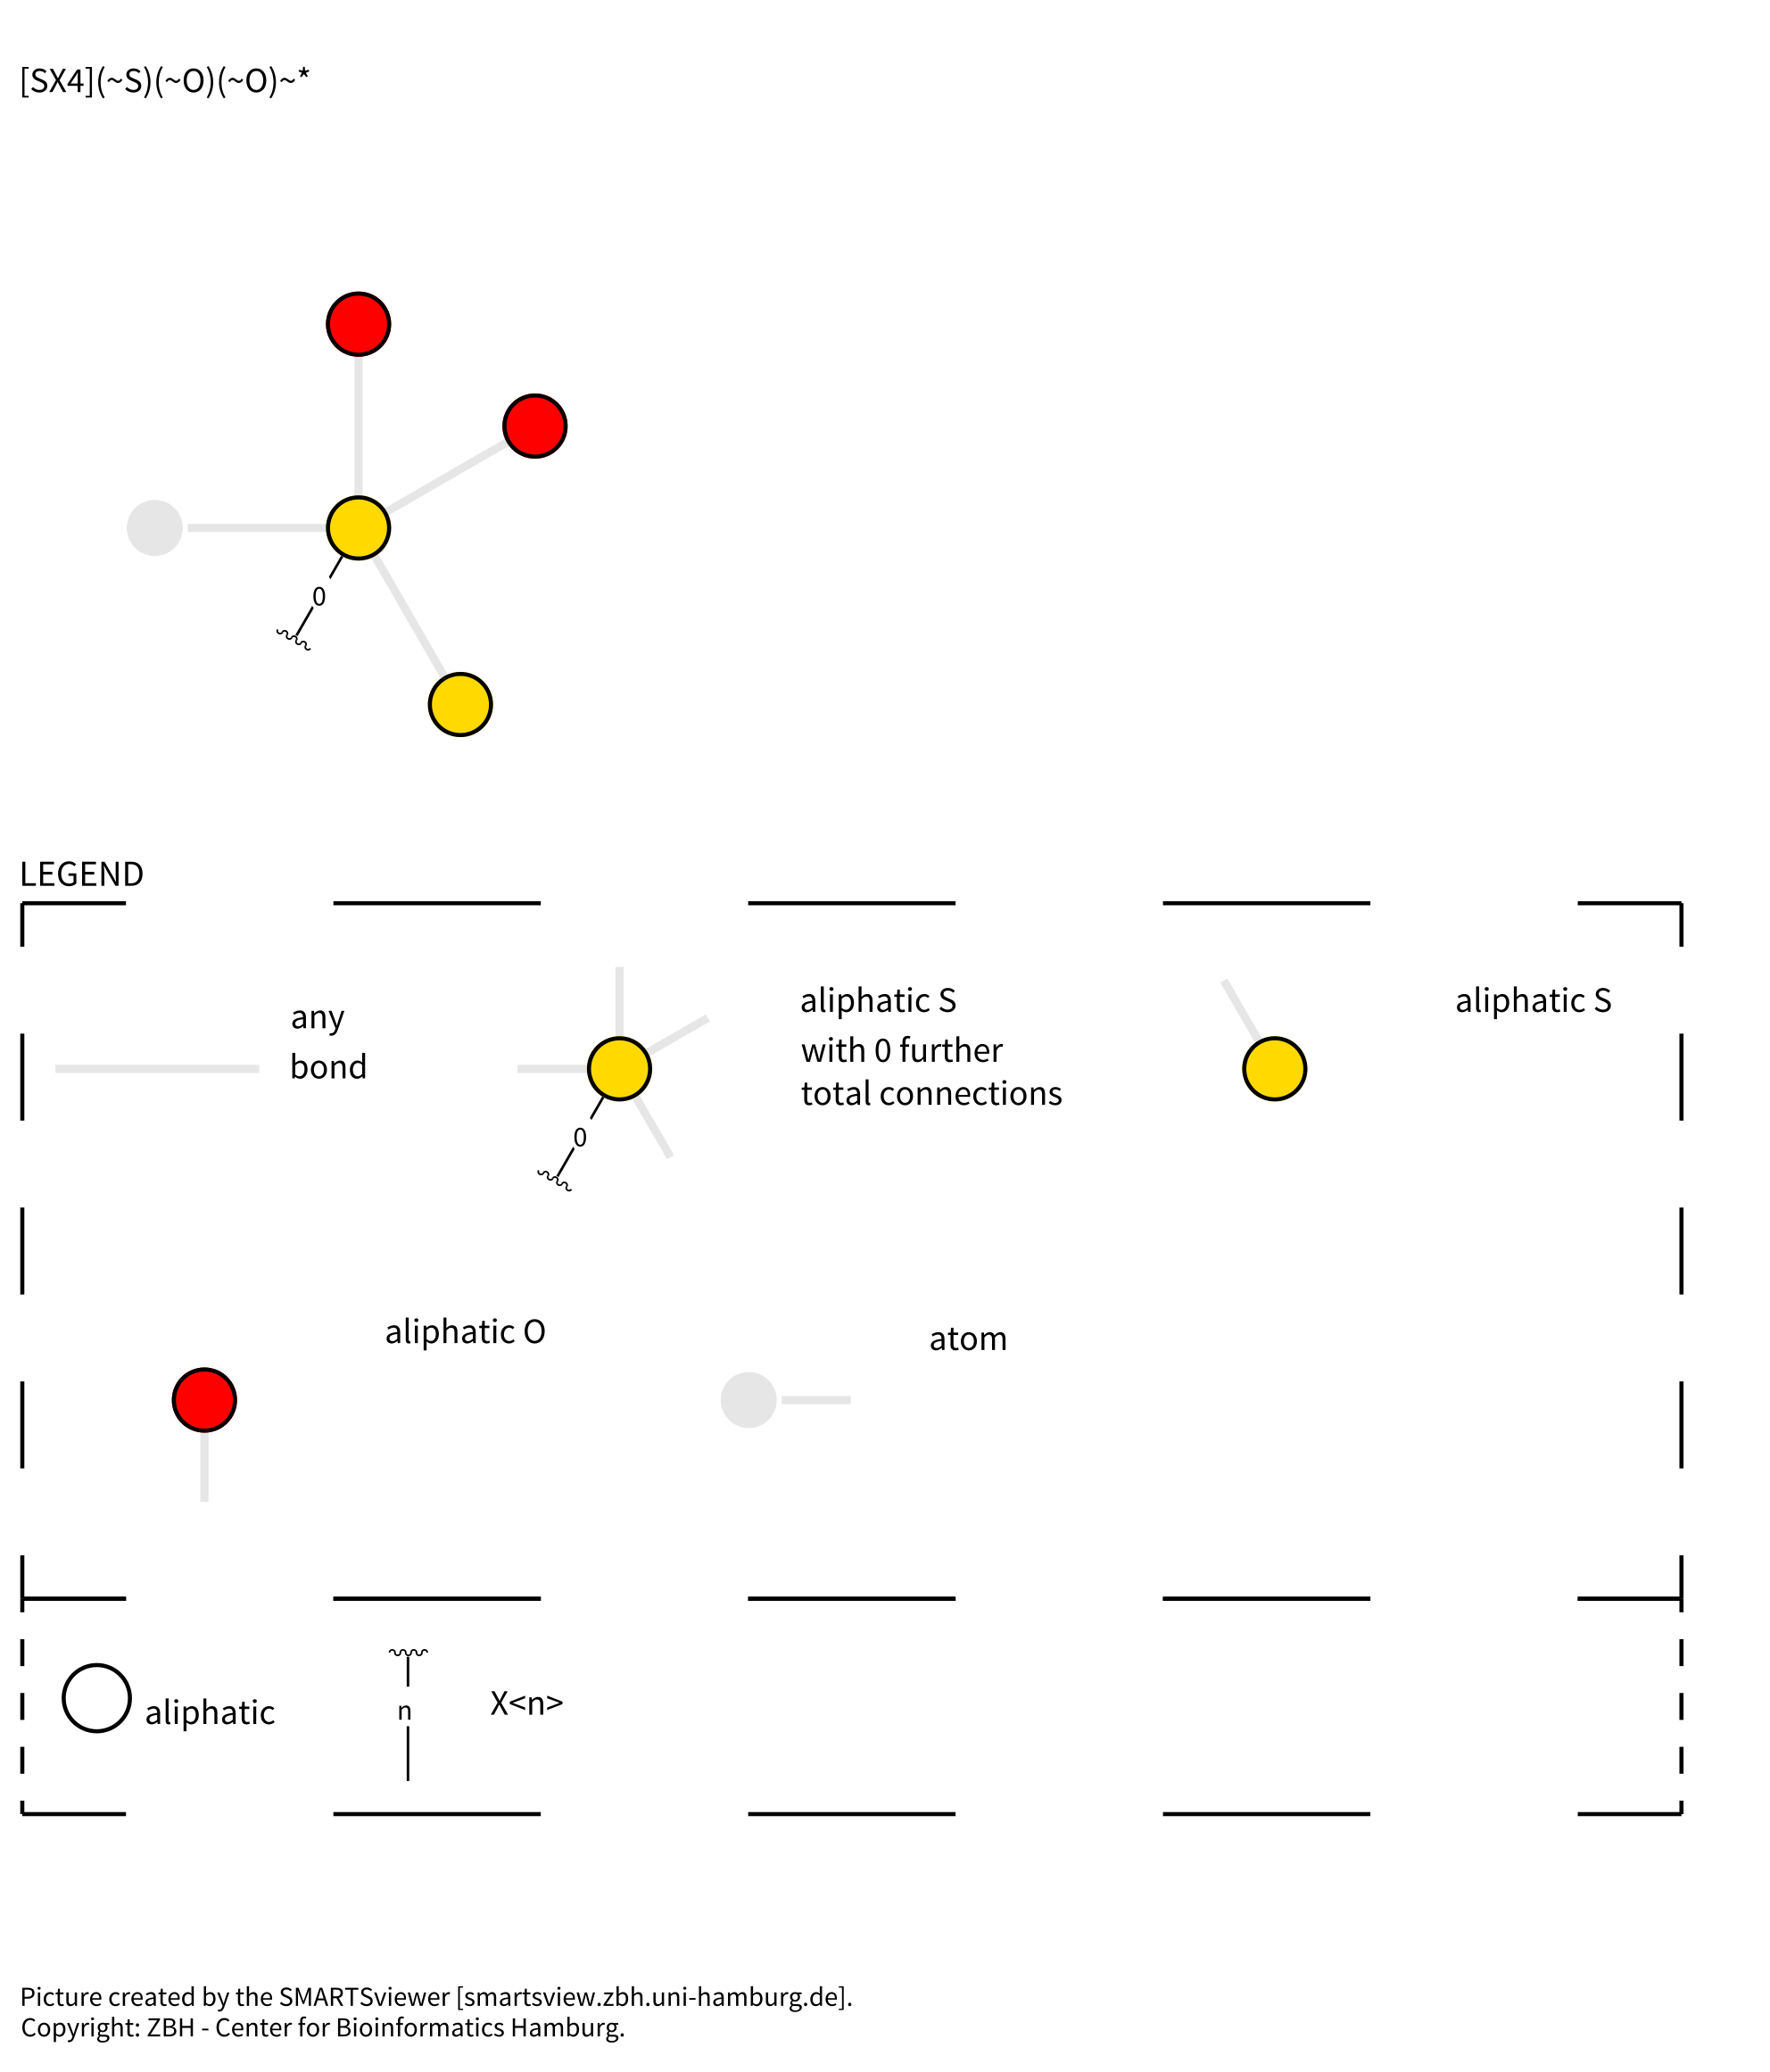 [SX4](~S)(~O)(~O)~*
0
LEGEND
any
bond
aliphatic S
with 0 further
total connections
0
aliphatic S
aliphatic O
atom
aliphatic
n
X<n>
Picture created by the SMARTSviewer [smartsview.zbh.uni-hamburg.de].
Copyright: ZBH - Center for Bioinformatics Hamburg.